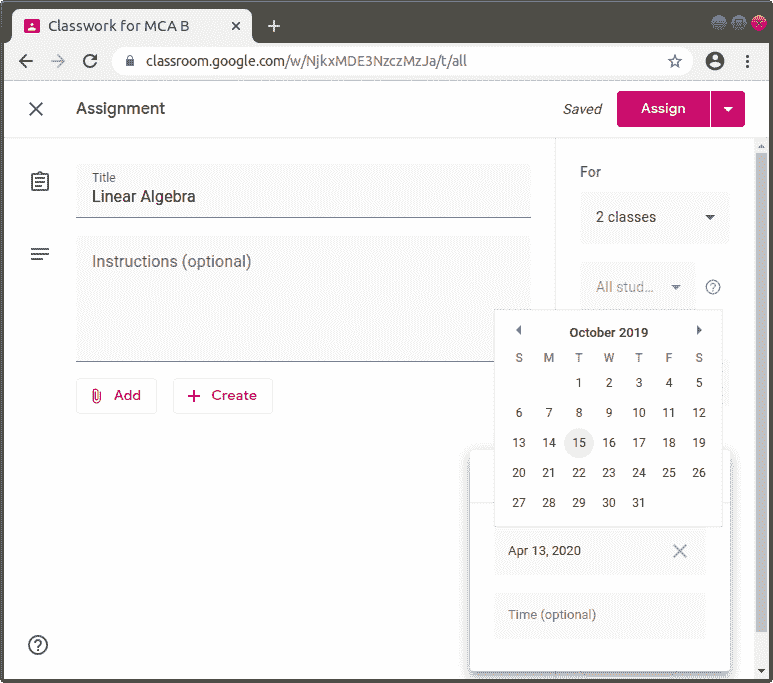 Classwork for MCA B
classroom.google.com/w/NjkxMDE3NzczMzJa/t/all
Assignment
Saved
Assign
Title
Linear Algebra
Instructions (optional)
Add
Create
For
2 classes
All stud...
October 2019
S M T W T F S
1 2 3 4 5
6 7 8 9 10 11 12
13 14 15 16 17 18 19
20 21 22 23 24 25 26
27 28 29 30 31
Apr 13, 2020
Time (optional)